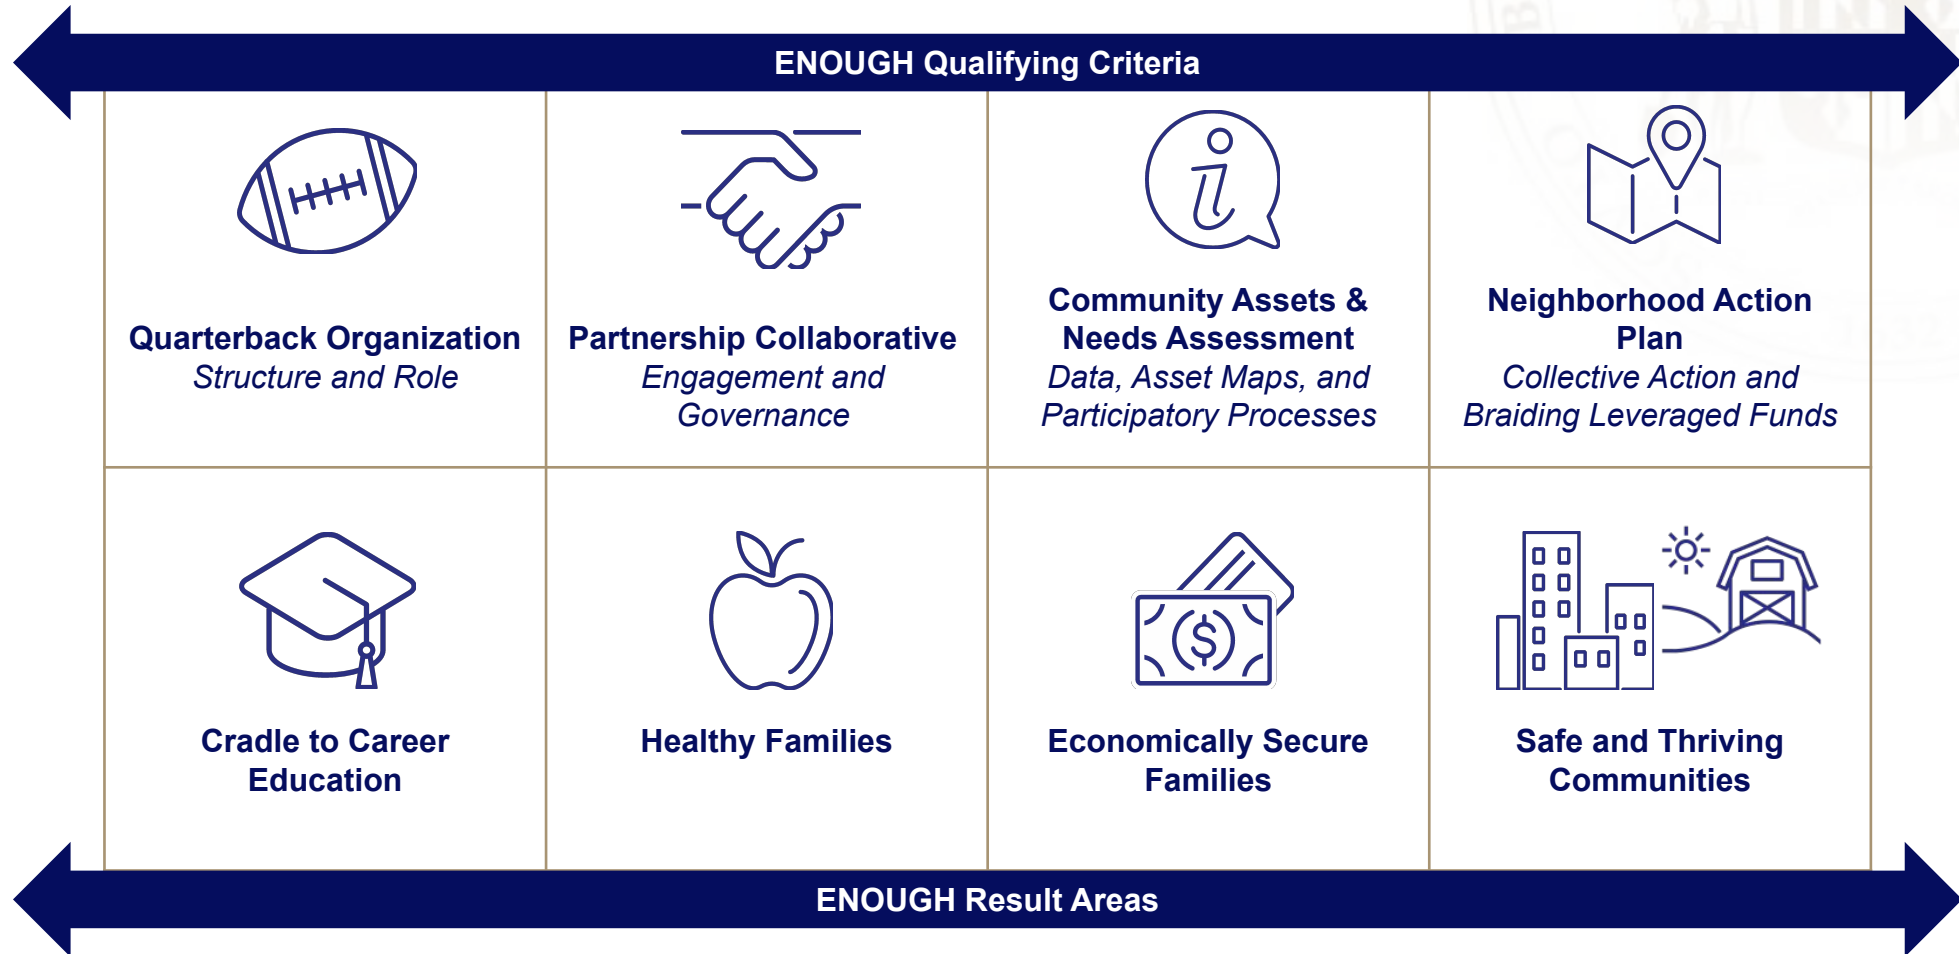 ENOUGH Qualifying Criteria
Quarterback Organization
Structure and Role
Partnership Collaborative
Engagement and
Governance
Community Assets &
Needs Assessment
Data, Asset Maps, and
Participatory Processes
Neighborhood Action
Plan
Collective Action and
Braiding Leveraged Funds
Cradle to Career
Education
Healthy Families
Economically Secure
Families
Safe and Thriving
Communities
ENOUGH Result Areas